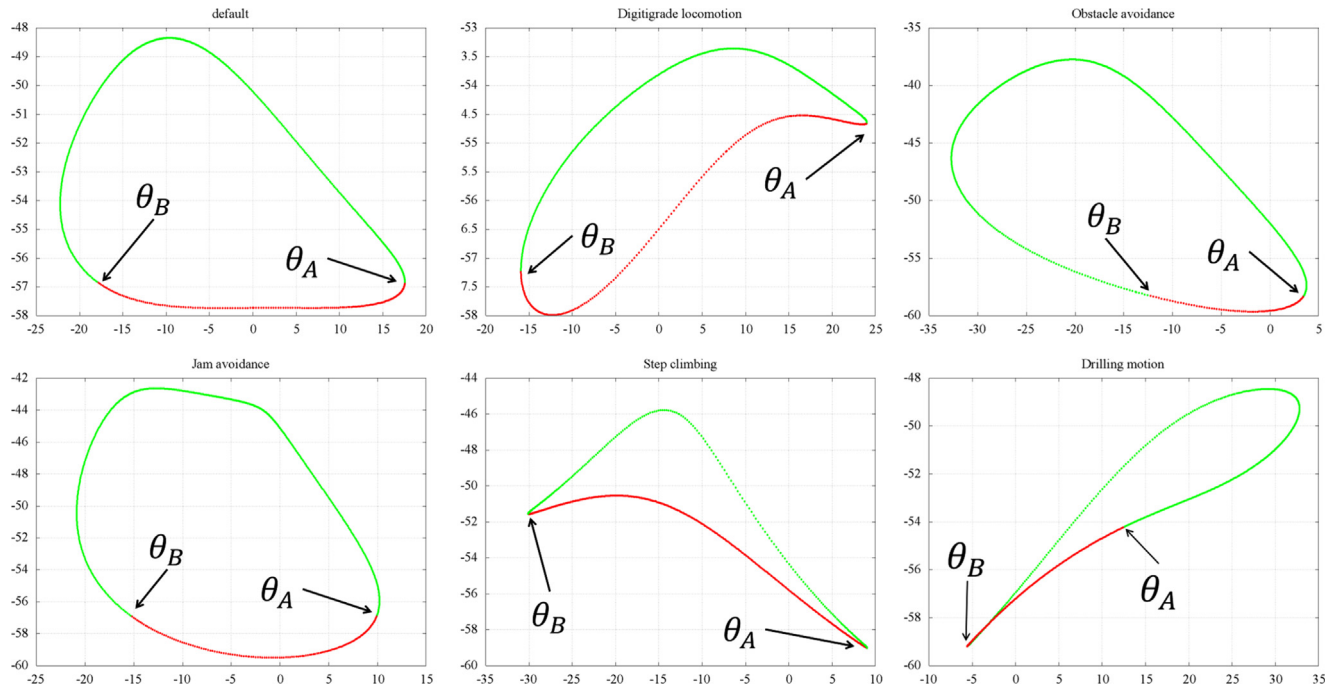 default
-48
-49
-50
-51
-52
-53
-54
-55
-56
-57
-58
-25 -20 -15 -10 -5 0 5 10 15 20
θB
θA
Digitigrade locomotion
-53
3.5
-54
4.5
-55
5.5
-56
6.5
-57
7.5
-58
-20 -15 -10 -5 0 5 10 15 20 25
θA
θB
Obstacle avoidance
-35
-40
-45
-50
-55
-60
-35 -30 -25 -20 -15 -10 -5 0 5
θB
θA
Jam avoidance
-42
-44
-46
-48
-50
-52
-54
-56
-58
-60
-25 -20 -15 -10 -5 0 5 10 15
θB
θA
Step climbing
-44
-46
-48
-50
-52
-54
-56
-58
-60
-35 -30 -25 -20 -15 -10 -5 0 5 10
θB
θA
Drilling motion
-48
-50
-52
-54
-56
-58
-60
-10 -5 0 5 10 15 20 25 30 35
θB
θA